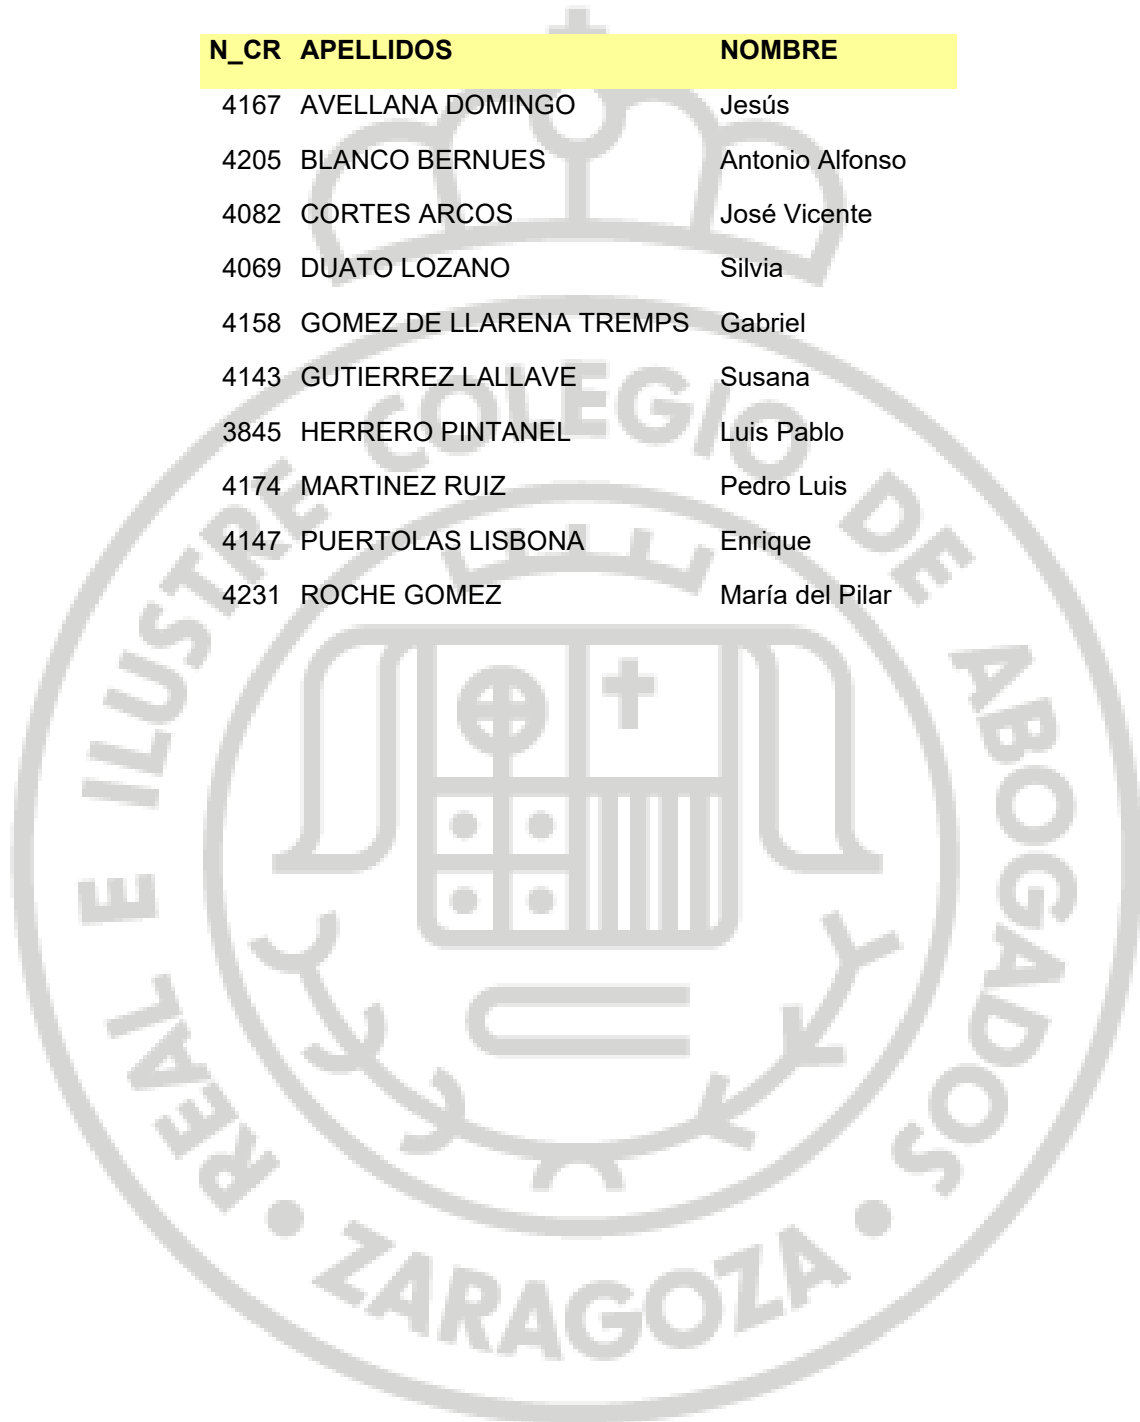 N_CR APELLIDOS NOMBRE
4167 AVELLANA DOMINGO Jesús
4205 BLANCO BERNUES Antonio Alfonso
4082 CORTES ARCOS José Vicente
4069 DUATO LOZANO Silvia
4158 GOMEZ DE LLARENA TREMPS Gabriel
4143 GUTIERREZ LALLAVE Susana
3845 HERRERO PINTANEL Luis Pablo
4174 MARTINEZ RUIZ Pedro Luis
4147 PUERTOLAS LISBONA Enrique
4231 ROCHE GOMEZ María del Pilar
REAL E ILUSTRE COLEGIO DE ABOGADOS
• ZARAGOZA •